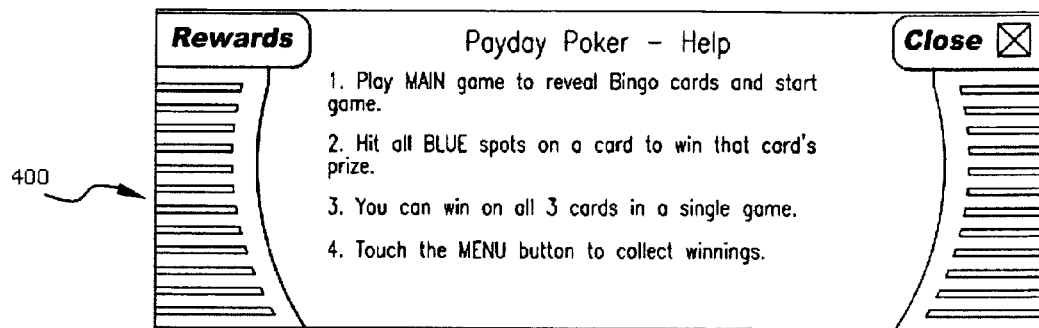 Rewards
Payday Poker - Help
Close
1. Play MAIN game to reveal Bingo cards and start
game.
2. Hit all BLUE spots on a card to win that card's
prize.
400
3. You can win on all 3 cards in a single game.
4. Touch the MENU button to collect winnings.